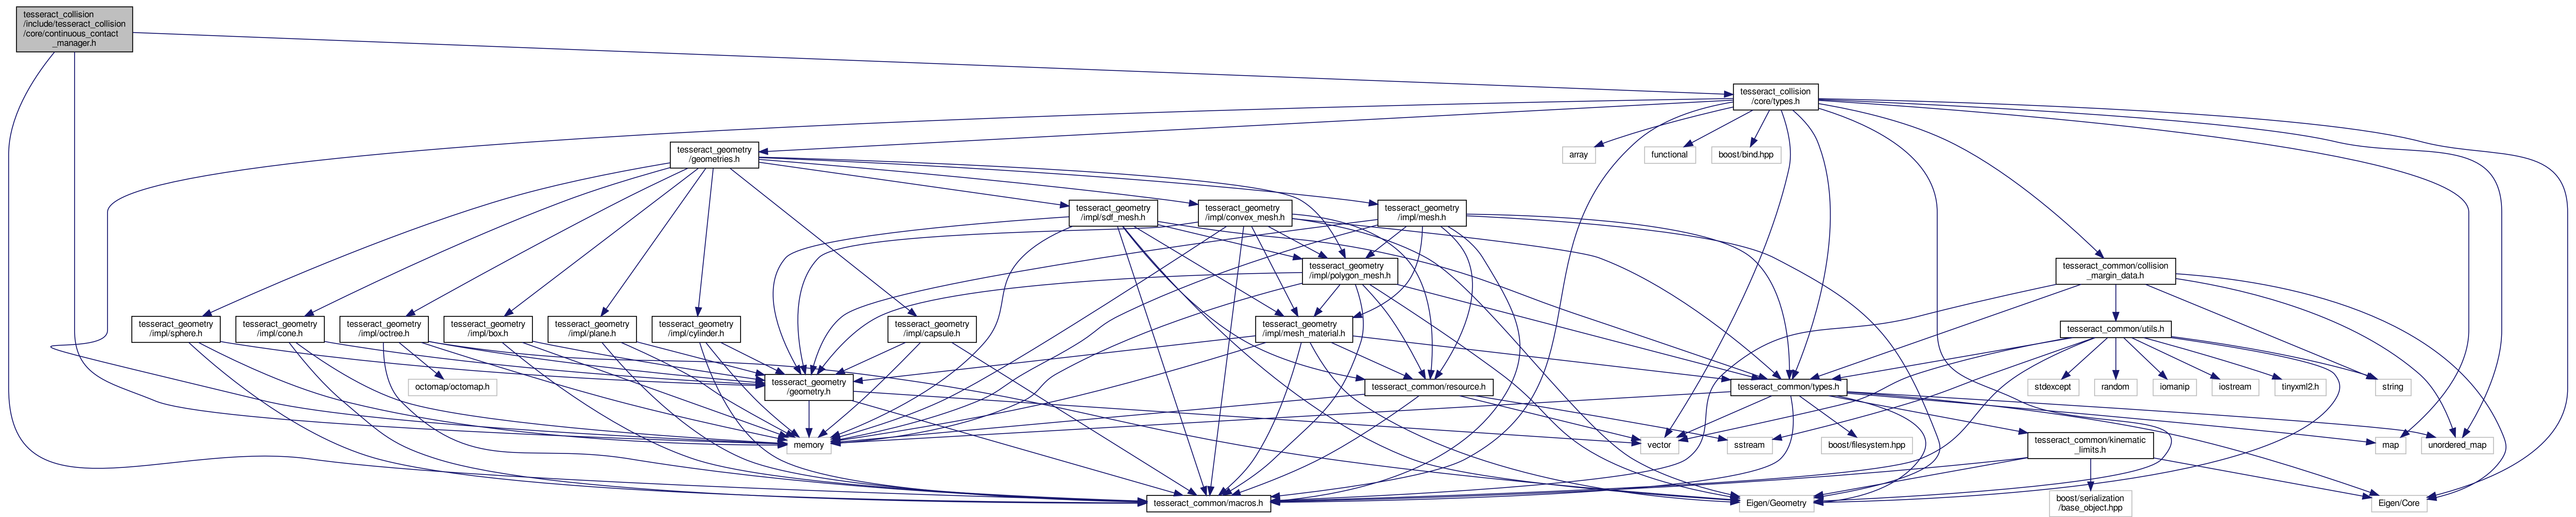 tesseract_collision
/include/tesseract_collision
/core/continuous_contact
_manager.h
tesseract_collision
/core/types.h
tesseract_geometry
/geometries.h
array
functional
boost/bind.hpp
tesseract_geometry
/impl/sdf_mesh.h
tesseract_geometry
/impl/convex_mesh.h
tesseract_geometry
/impl/mesh.h
tesseract_geometry
/impl/polygon_mesh.h
tesseract_common/collision
_margin_data.h
tesseract_geometry
/impl/sphere.h
tesseract_geometry
/impl/cone.h
tesseract_geometry
/impl/octree.h
tesseract_geometry
/impl/box.h
tesseract_geometry
/impl/plane.h
tesseract_geometry
/impl/cylinder.h
tesseract_geometry
/impl/capsule.h
tesseract_geometry
/impl/mesh_material.h
tesseract_common/utils.h
octomap/octomap.h
tesseract_geometry
/geometry.h
tesseract_common/resource.h
tesseract_common/types.h
stdexcept
random
iomanip
iostream
tinyxml2.h
string
memory
vector
sstream
boost/filesystem.hpp
tesseract_common/kinematic
_limits.h
map
unordered_map
tesseract_common/macros.h
Eigen/Geometry
boost/serialization
/base_object.hpp
Eigen/Core